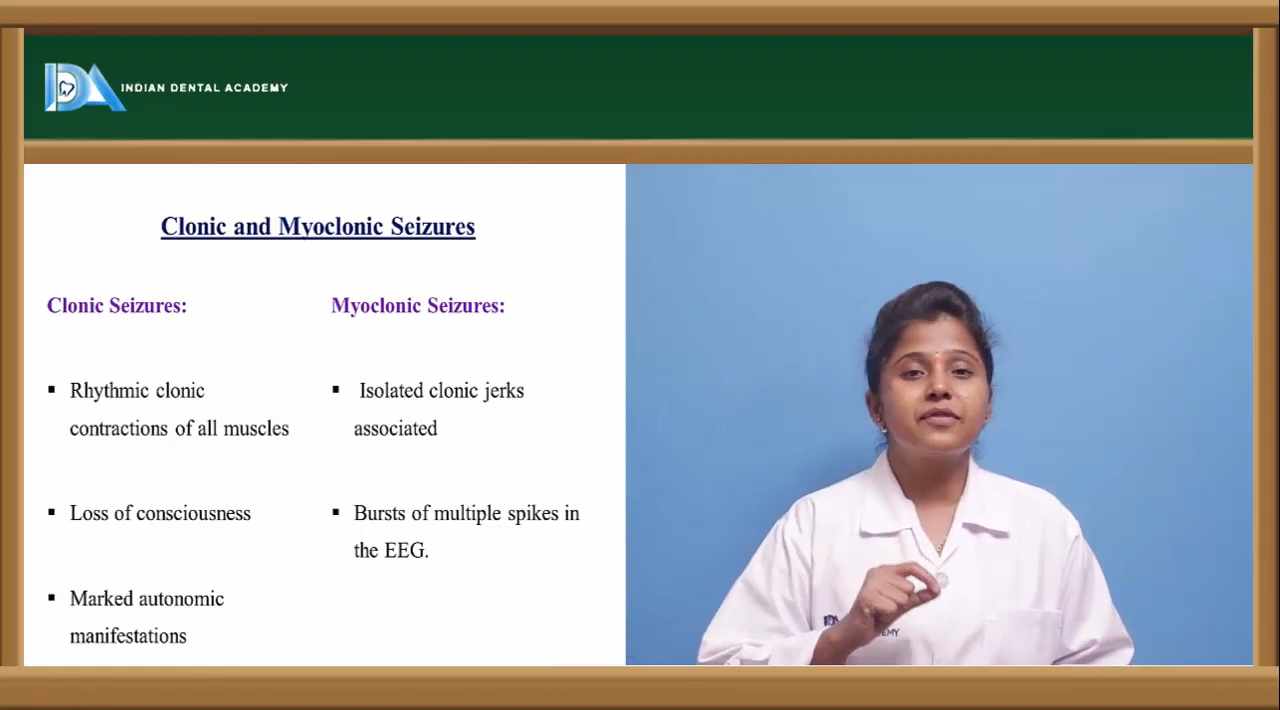 INDIAN DENTAL ACADEMY
Clonic and Myoclonic Seizures
Clonic Seizures:
▪ Rhythmic clonic
contractions of all muscles
▪ Loss of consciousness
▪ Marked autonomic
manifestations
Myoclonic Seizures:
▪ Isolated clonic jerks
associated
▪ Bursts of multiple spikes in
the EEG.